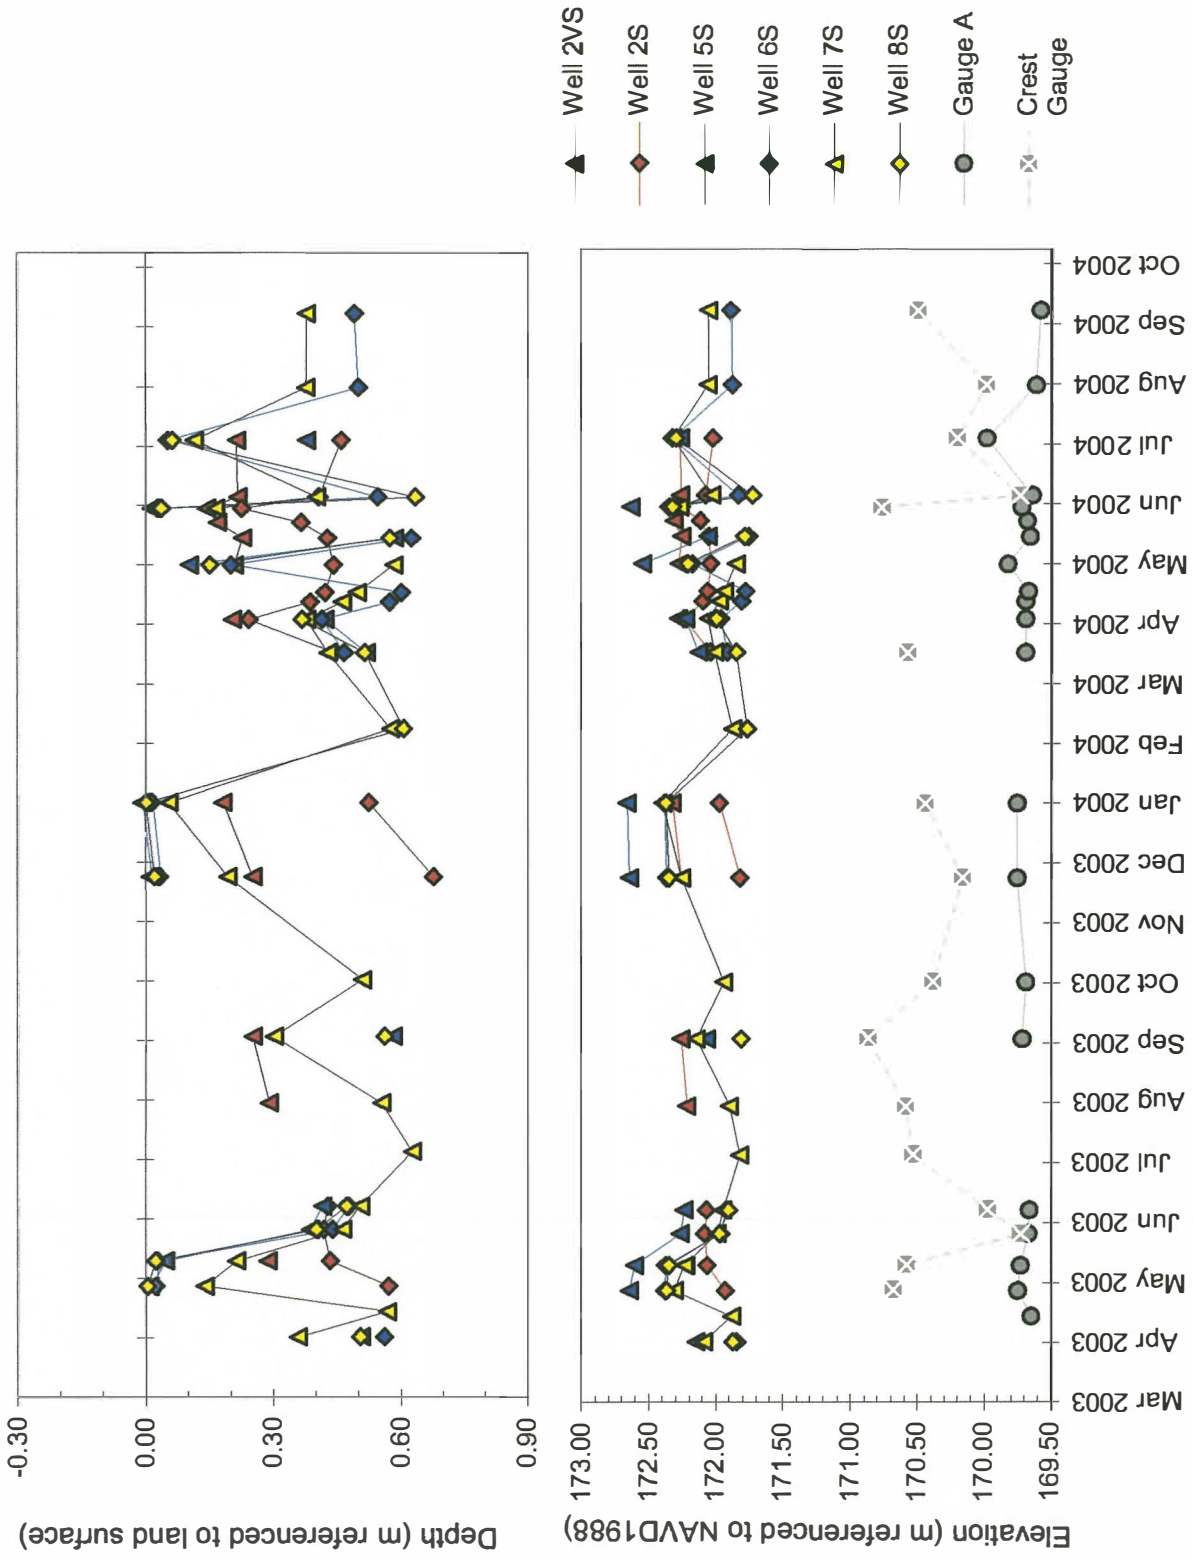 -0.30
0.00
0.30
0.60
0.90
Depth (m referenced to land surface)
173.00
172.50
172.00
171.50
171.00
170.50
170.00
169.50
Elevation (m referenced to NAVD1988)
Mar 2003
Apr 2003
May 2003
Jun 2003
Jul 2003
Aug 2003
Sep 2003
Oct 2003
Nov 2003
Dec 2003
Jan 2004
Feb 2004
Mar 2004
Apr 2004
May 2004
Jun 2004
Jul 2004
Aug 2004
Sep 2004
Oct 2004
Well 2VS
Well 2S
Well 5S
Well 6S
Well 7S
Well 8S
Gauge A
Crest
Gauge